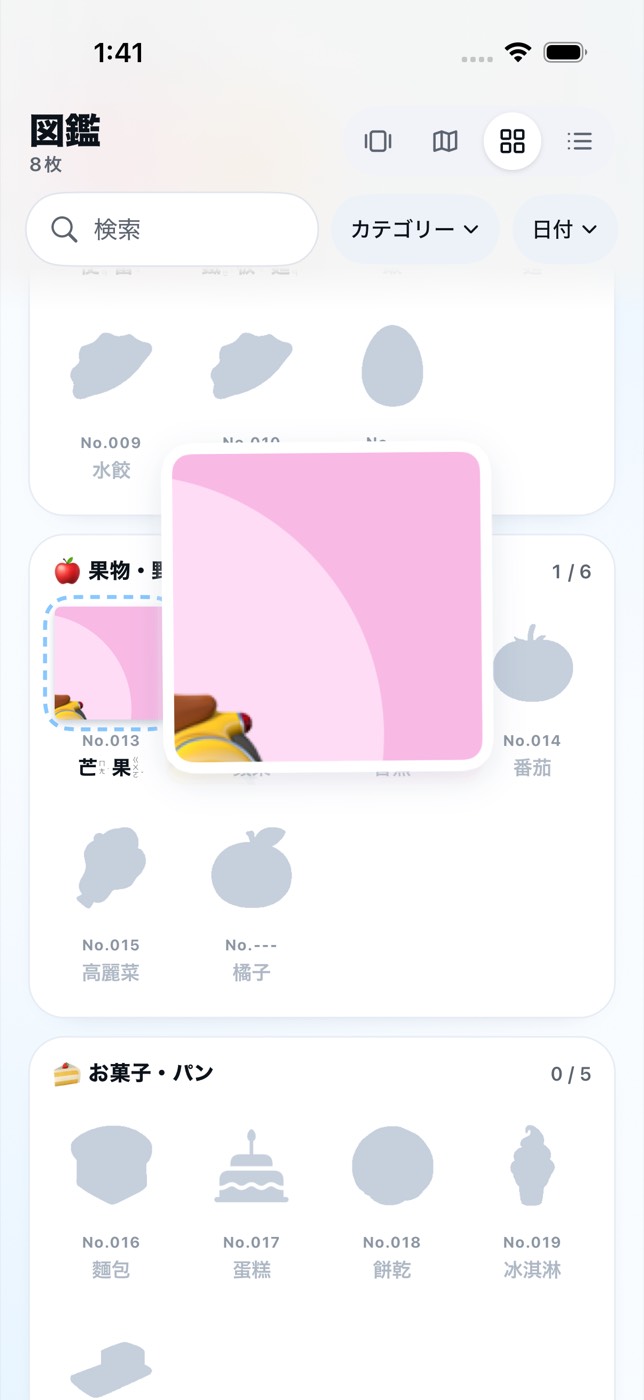 1:41
図鑑
8枚
検索
カテゴリー
日付
No.009
No.010
水餃
果物・野
1 / 6
No.013
No.014
芒果
番茄
No.015
No.---
高麗菜
橘子
お菓子・パン
0 / 5
No.016
No.017
No.018
No.019
麵包
蛋糕
餅乾
冰淇淋